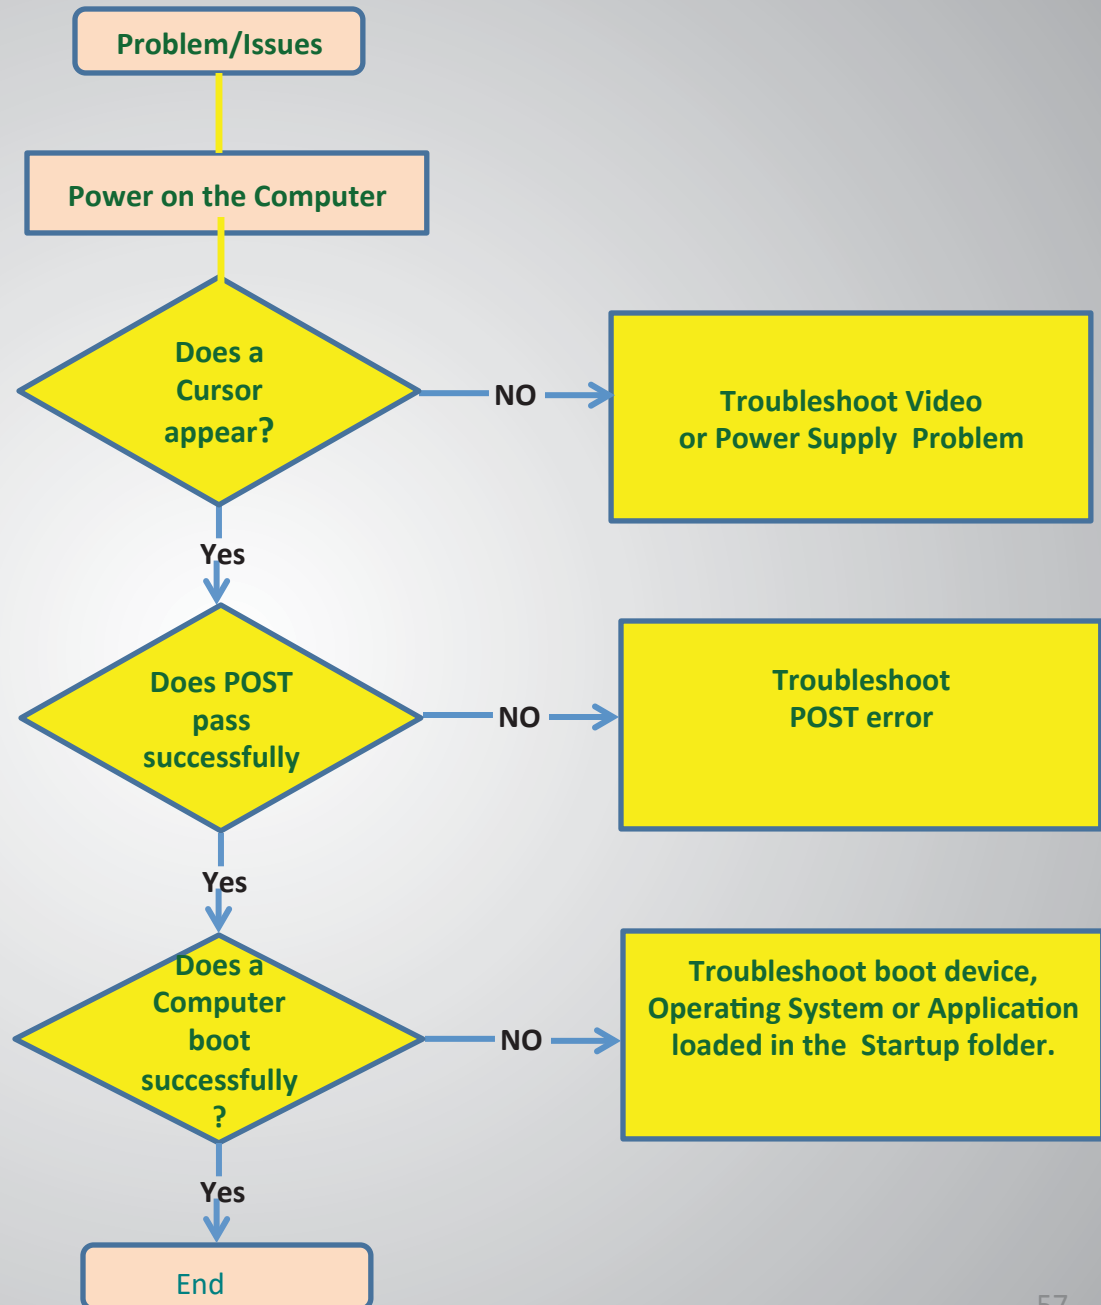 Problem/Issues
Power on the Computer
Does a
Cursor
appear?
NO
Troubleshoot Video
or Power Supply Problem
Yes
Does POST
pass
successfully
NO
Troubleshoot
POST error
Yes
Does a
Computer
boot
successfully
?
NO
Troubleshoot boot device,
Operating System or Application
loaded in the Startup folder.
Yes
End
57